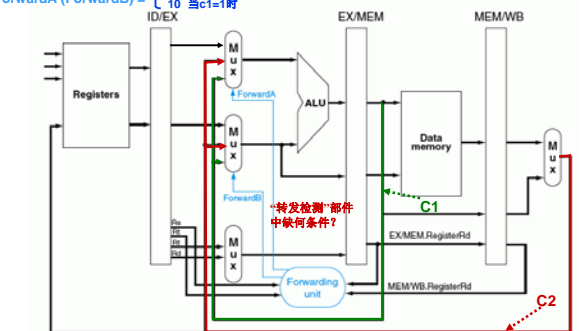 ForwardA (ForwardB) =
10 当c1=1时
ID/EX
EX/MEM
MEM/WB
Mux
Registers
ForwardA
ALU
Mux
Data
memory
Mux
ForwardB
"转发检测"部件
中缺何条件？
C1
Rs
Rt
Rt
Rd
Mux
EX/MEM.RegisterRd
Forwarding
unit
MEM/WB.RegisterRd
C2